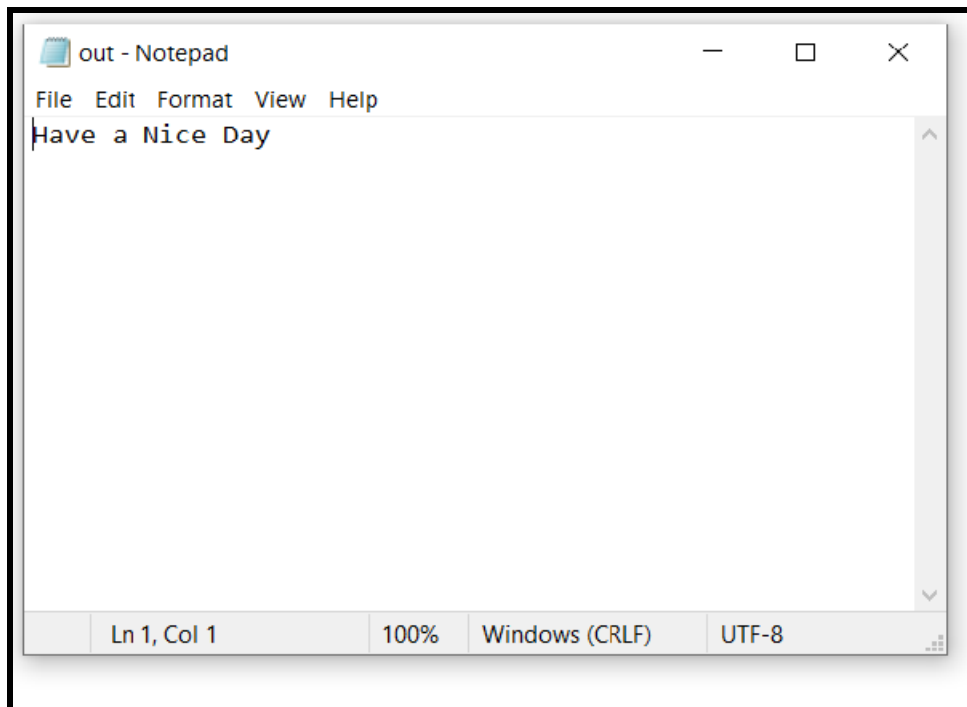 out - Notepad
File Edit Format View Help
Have a Nice Day
Ln 1, Col 1 100% Windows (CRLF) UTF-8